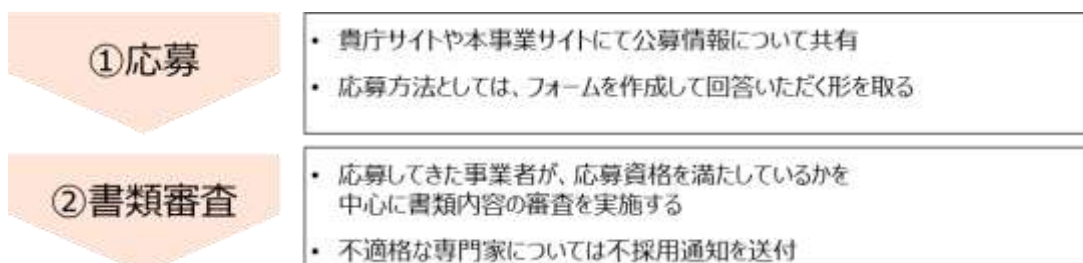 ①応募
• 貴庁サイトや本事業サイトにて公募情報について共有
• 応募方法としては、フォームを作成して回答いただく形を取る
②書類審査
• 応募してきた事業者が、応募資格を満たしているかを
中心に書類内容の審査を実施する
• 不適格な専門家については不採用通知を送付